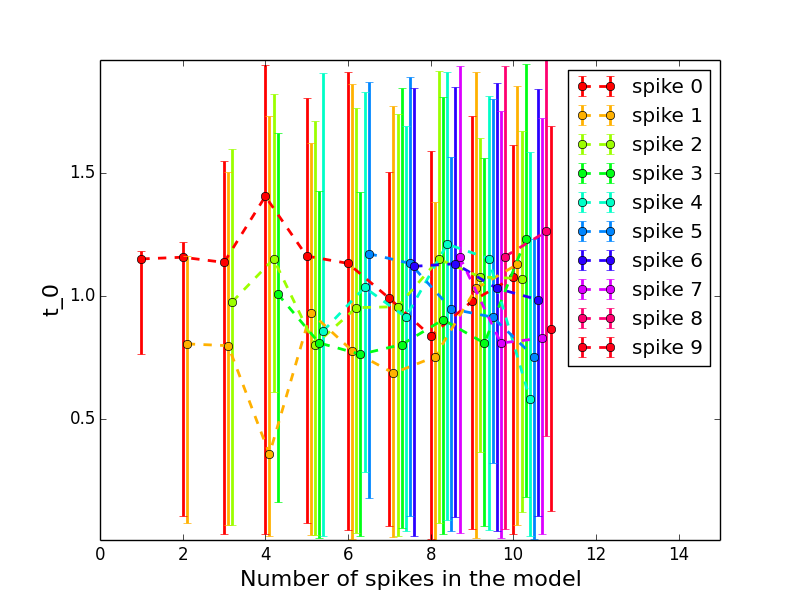 t_0
1.5
1.0
0.5
0 2 4 6 8 10 12 14
Number of spikes in the model
spike 0
spike 1
spike 2
spike 3
spike 4
spike 5
spike 6
spike 7
spike 8
spike 9